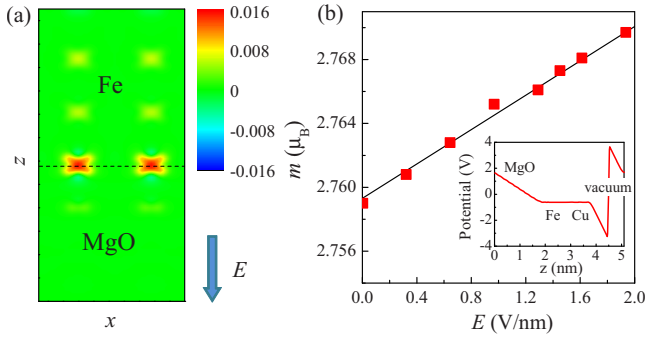 (a)
z
Fe
MgO
x
E
0.016
0.008
0
-0.008
-0.016
(b)
m (μB)
2.768
2.764
2.760
2.756
0.0
0.4
0.8
1.2
1.6
2.0
E (V/nm)
Potential (V)
4
2
0
-2
-4
MgO
vacuum
Fe
Cu
0
1
2
3
4
5
z (nm)